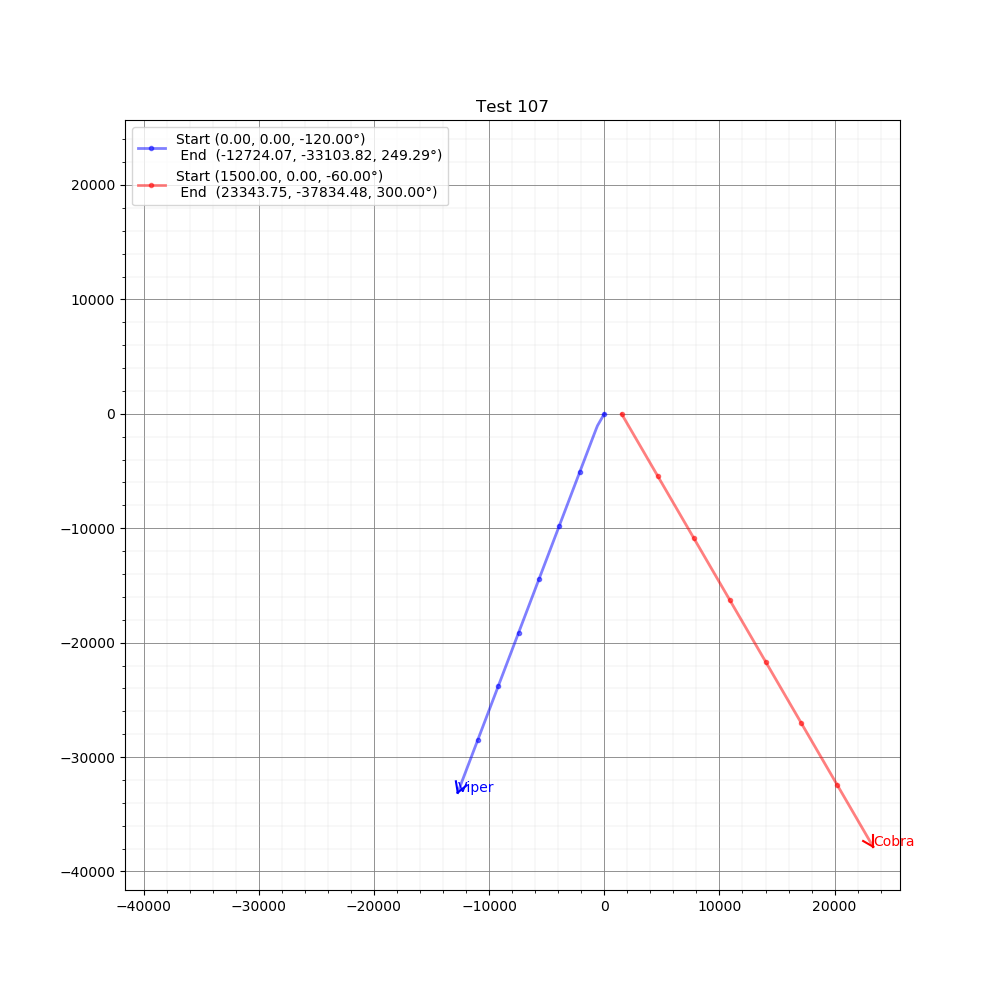 Test 107
Start (0.00, 0.00, -120.00°)
End (-12724.07, -33103.82, 249.29°)
Start (1500.00, 0.00, -60.00°)
End (23343.75, -37834.48, 300.00°)
20000
10000
0
−10000
−20000
−30000
−40000
Viper
Cobra
−40000 −30000 −20000 −10000 0 10000 20000